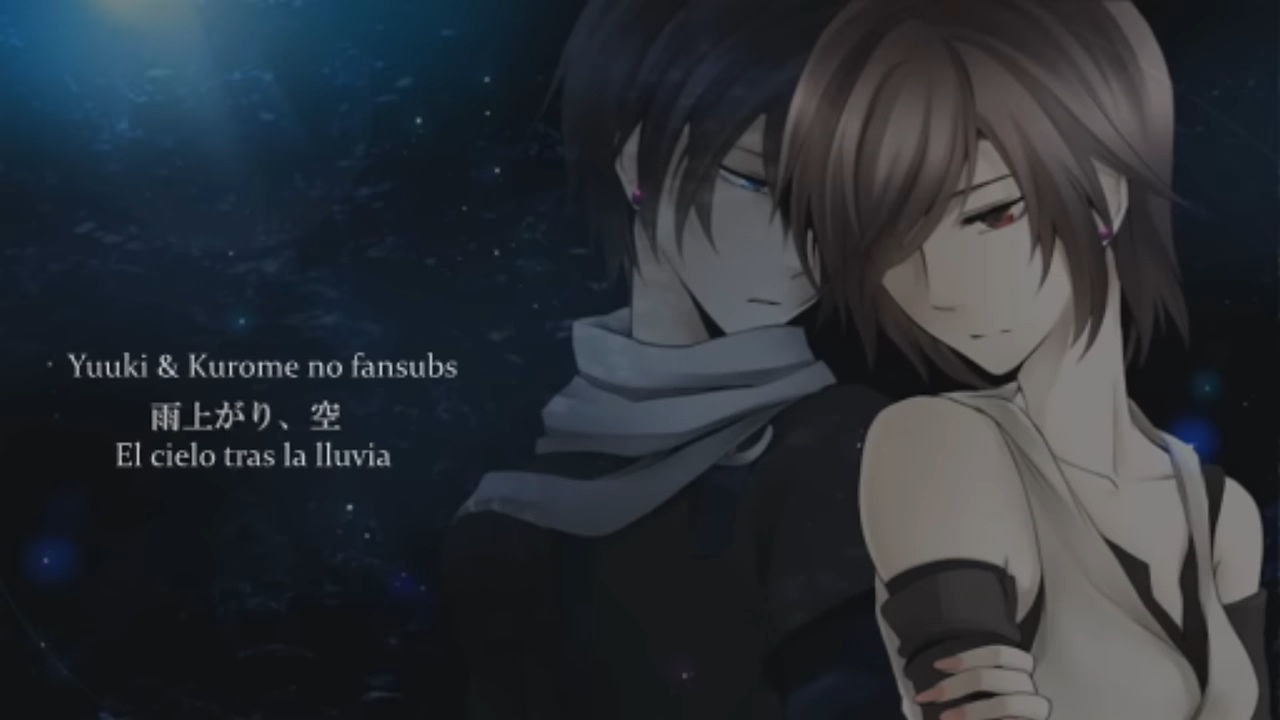 Yuuki & Kurome no fansubs
雨上がり、空
El cielo tras la lluvia